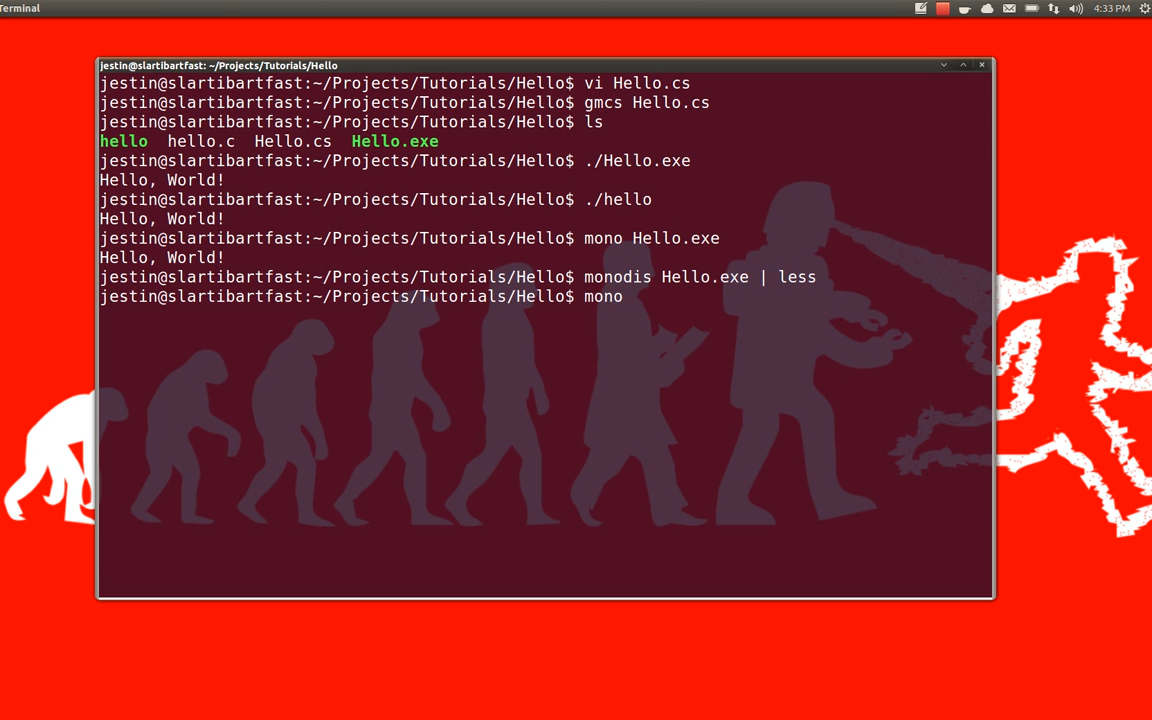 Terminal
4:33 PM
jestin@slartibartfast: ~/Projects/Tutorials/Hello
jestin@slartibartfast:~/Projects/Tutorials/Hello$ vi Hello.cs
jestin@slartibartfast:~/Projects/Tutorials/Hello$ gmcs Hello.cs
jestin@slartibartfast:~/Projects/Tutorials/Hello$ ls
hello  hello.c  Hello.cs  Hello.exe
jestin@slartibartfast:~/Projects/Tutorials/Hello$ ./Hello.exe
Hello, World!
jestin@slartibartfast:~/Projects/Tutorials/Hello$ ./hello
Hello, World!
jestin@slartibartfast:~/Projects/Tutorials/Hello$ mono Hello.exe
Hello, World!
jestin@slartibartfast:~/Projects/Tutorials/Hello$ monodis Hello.exe | less
jestin@slartibartfast:~/Projects/Tutorials/Hello$ mono